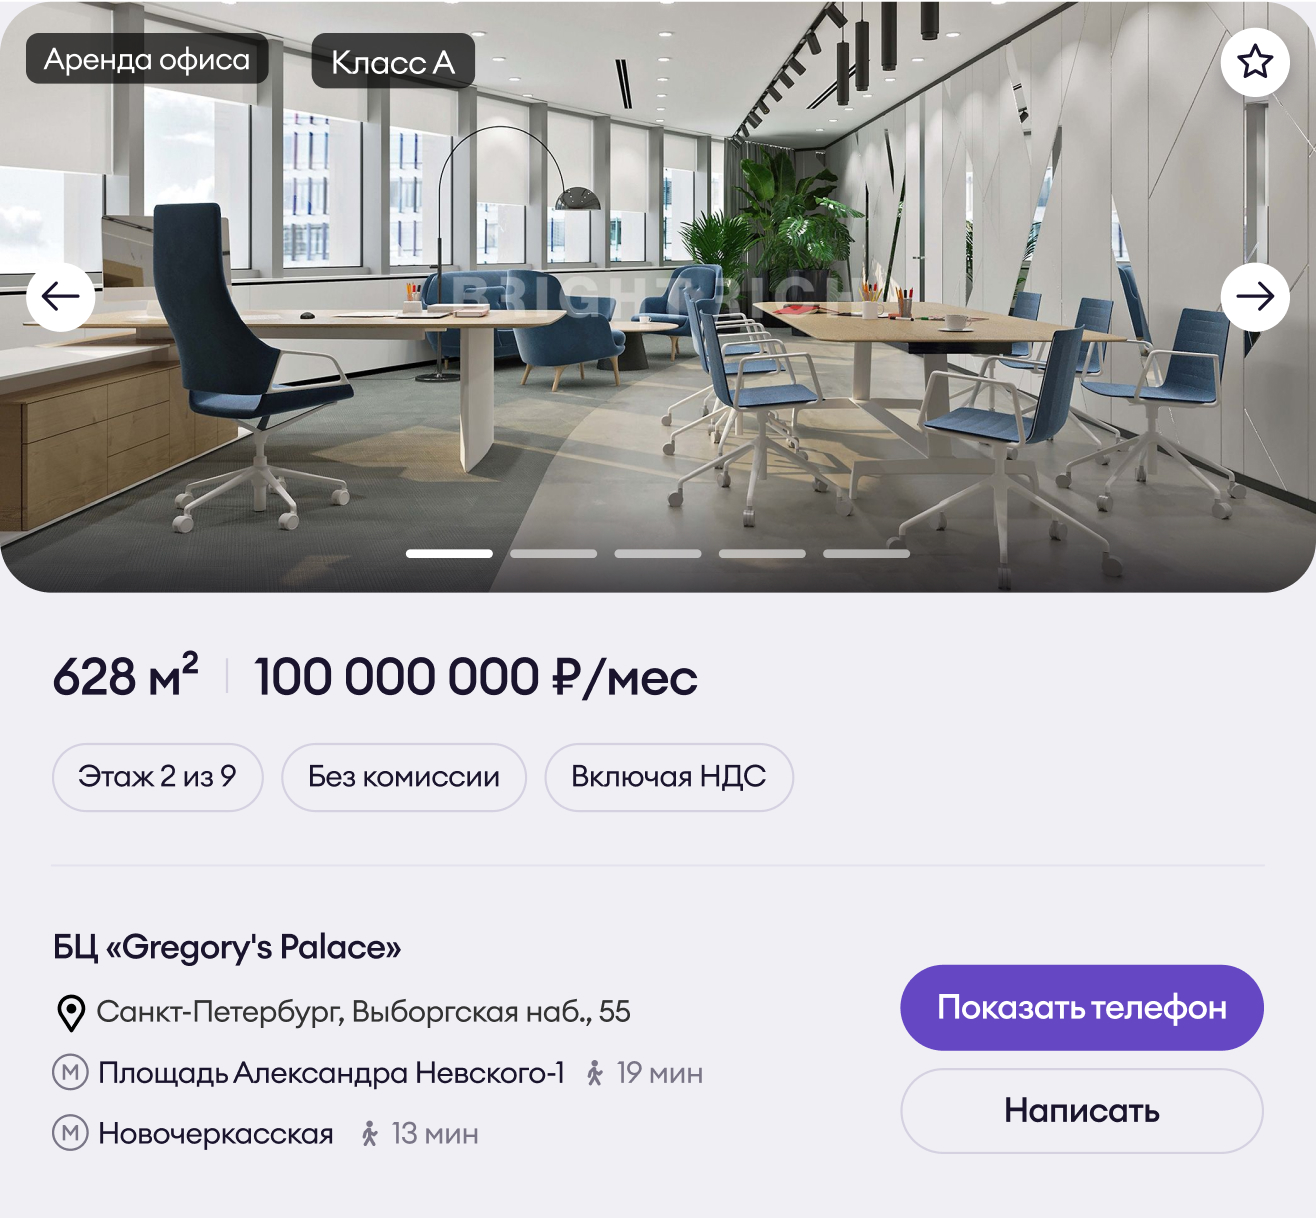 Аренда офиса
Класс А
BRIGHT RICH
628 м²
100 000 000 ₽/мес
Этаж 2 из 9
Без комиссии
Включая НДС
БЦ «Gregory's Palace»
Санкт-Петербург, Выборгская наб., 55
М Площадь Александра Невского-1 19 мин
М Новочеркасская 13 мин
Показать телефон
Написать